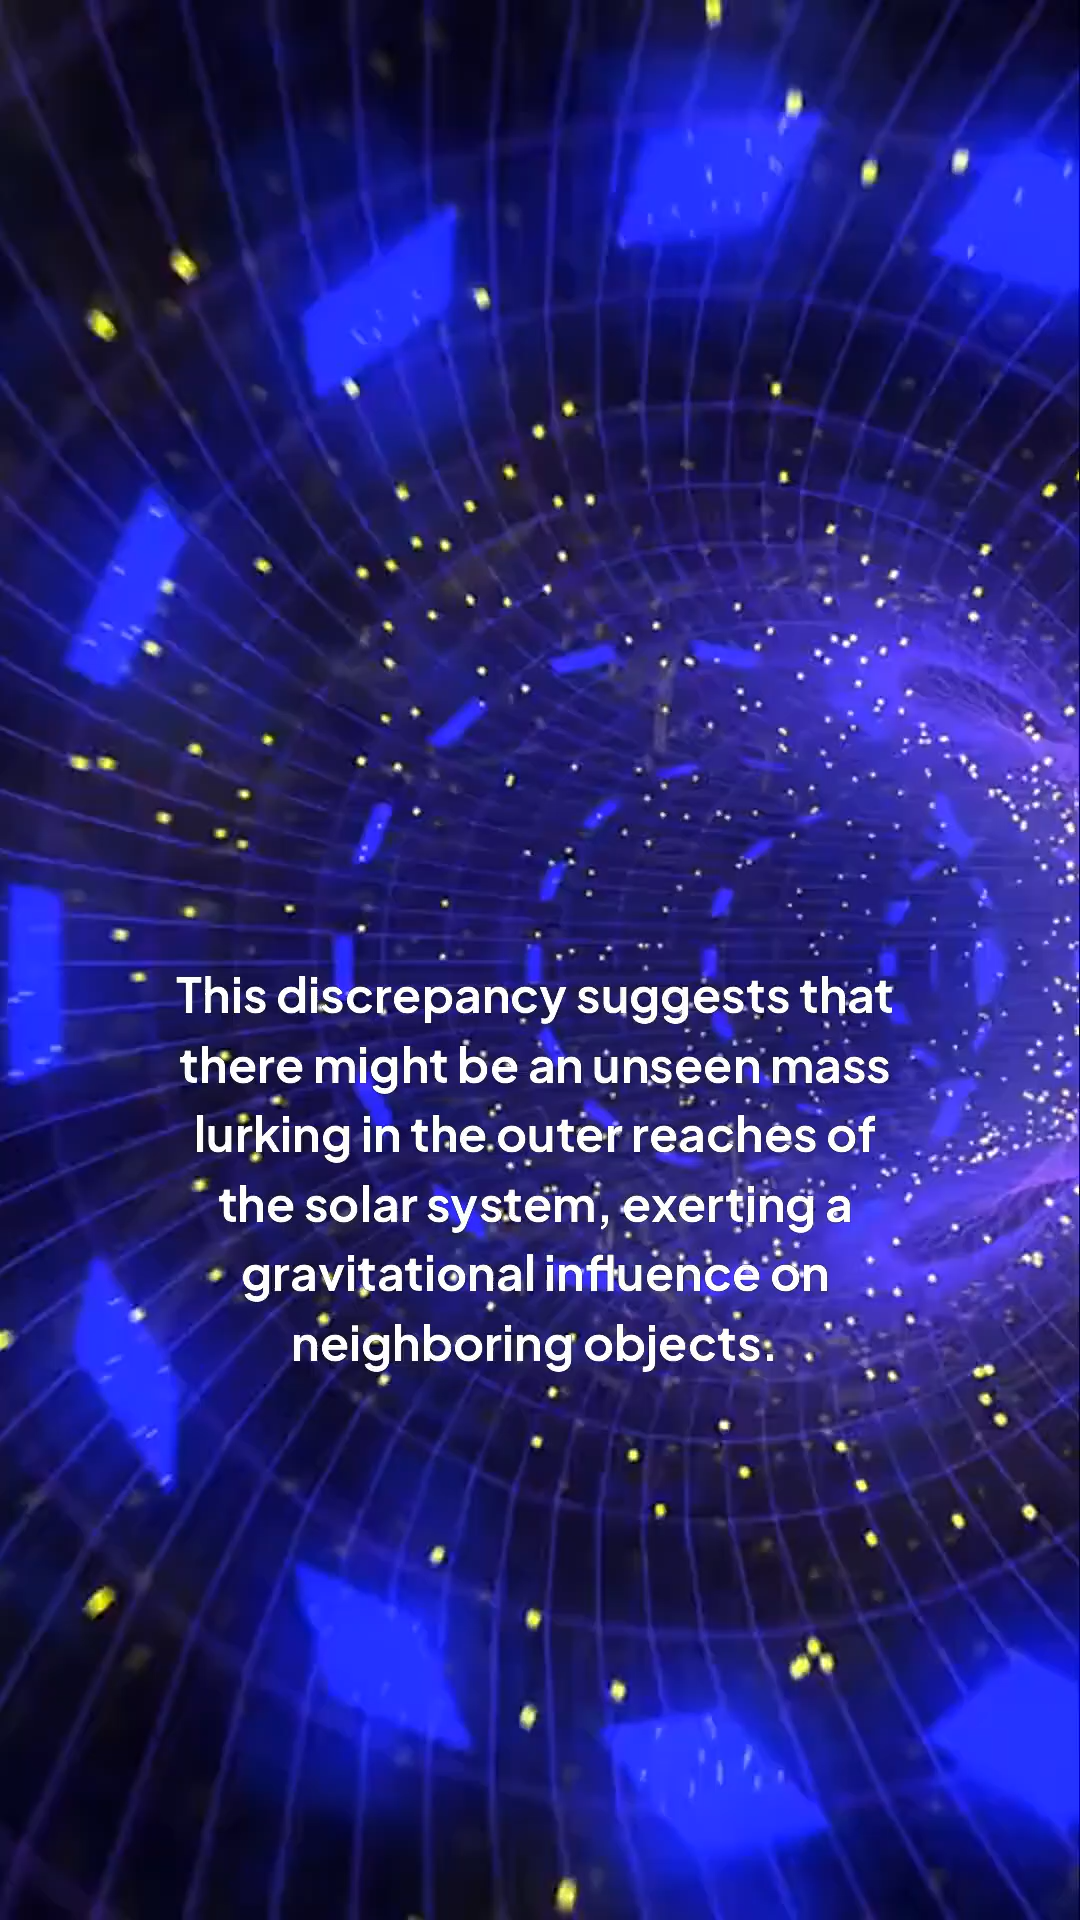 This discrepancy suggests that
there might be an unseen mass
lurking in the outer reaches of
the solar system, exerting a
gravitational influence on
neighboring objects.